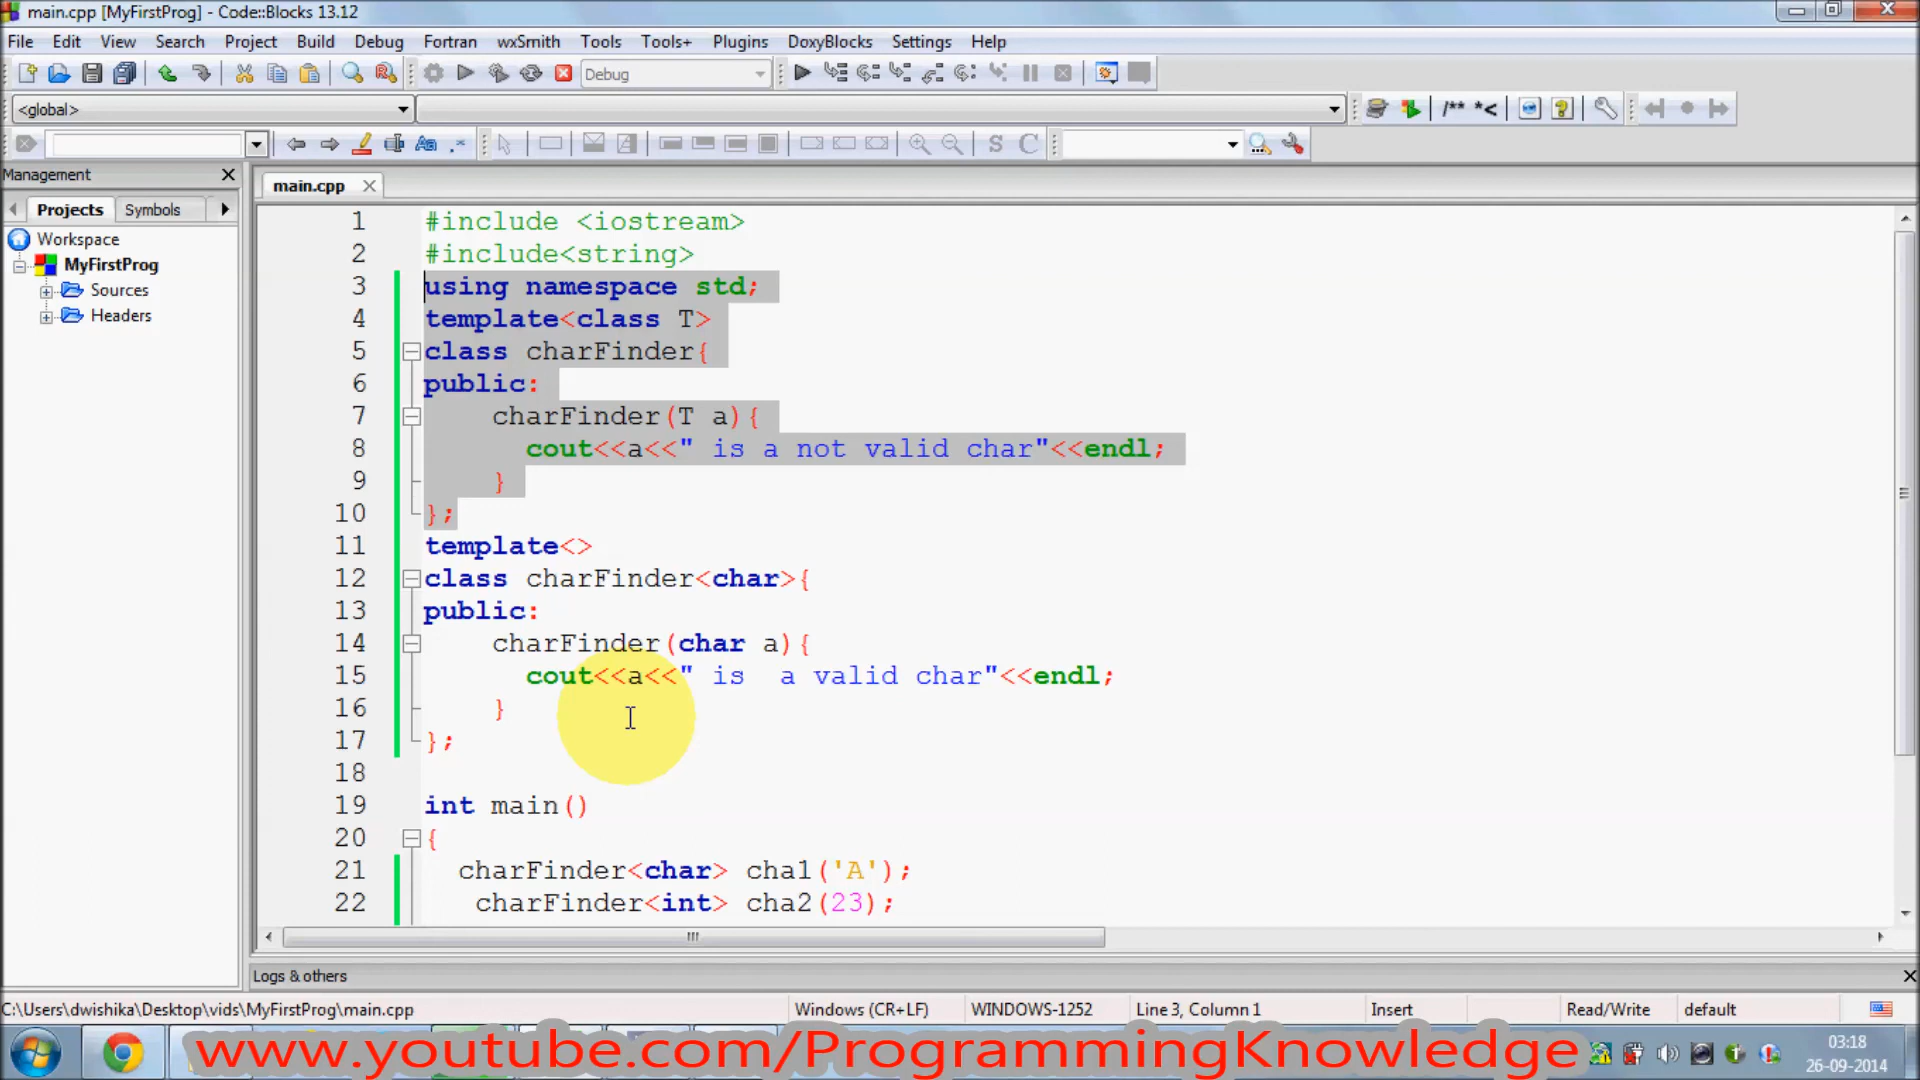 main.cpp [MyFirstProg] - Code::Blocks 13.12
File Edit View Search Project Build Debug Fortran wxSmith Tools Tools+ Plugins DoxyBlocks Settings Help
Debug
<global>
/** *<
S C
Management
Projects Symbols
Workspace
MyFirstProg
Sources
Headers
main.cpp
1 #include <iostream>
2 #include<string>
3 using namespace std;
4 template<class T>
5 class charFinder{
6 public:
7 charFinder(T a){
8 cout<<a<<" is a not valid char"<<endl;
9 }
10 };
11 template<>
12 class charFinder<char>{
13 public:
14 charFinder(char a){
15 cout<<a<<" is  a valid char"<<endl;
16 }
17 };
18
19 int main()
20 {
21 charFinder<char> cha1('A');
22 charFinder<int> cha2(23);
Logs & others
C:\Users\dwishika\Desktop\vids\MyFirstProg\main.cpp Windows (CR+LF) WINDOWS-1252 Line 3, Column 1 Insert Read/Write default
www.youtube.com/ProgrammingKnowledge
03:18
26-09-2014